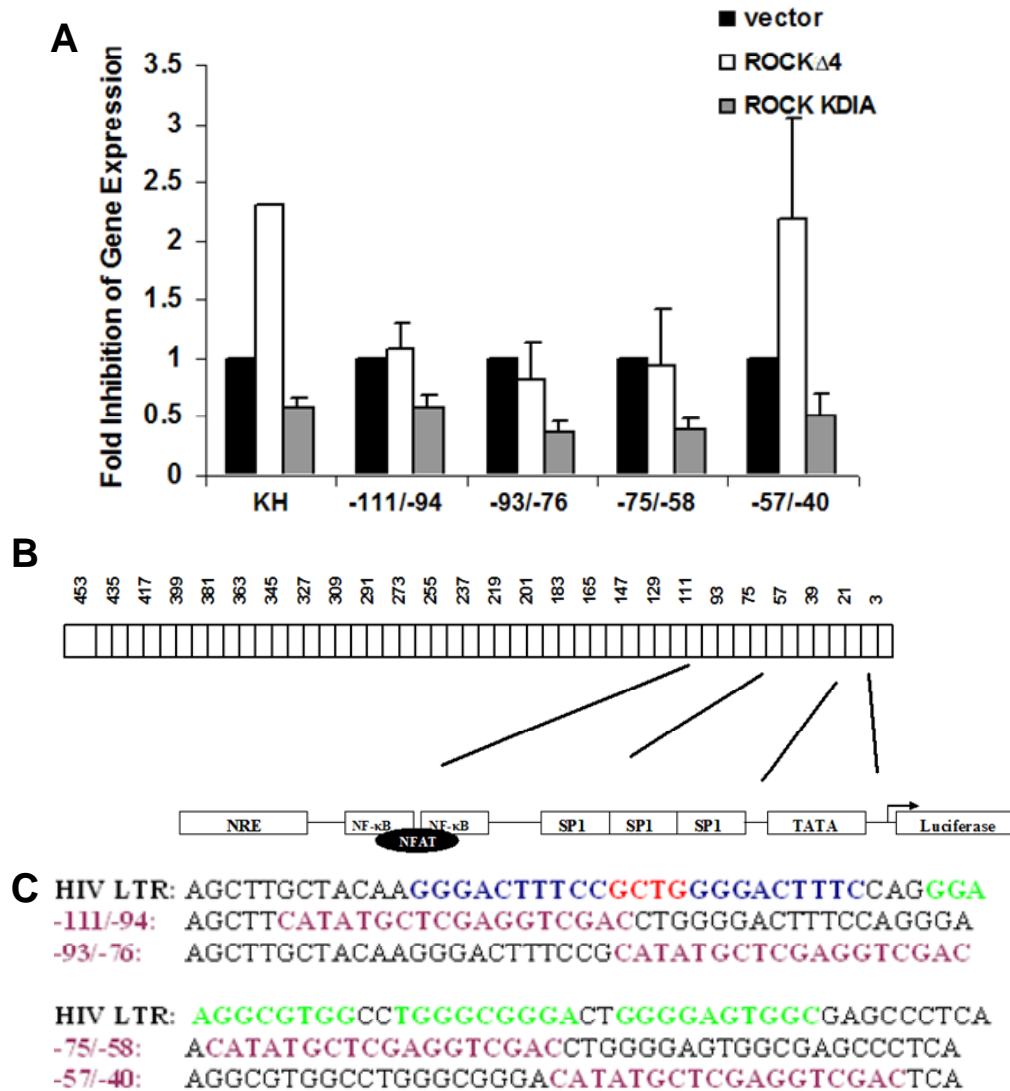 A
vector
ROCKΔ4
ROCK KDIA
Fold Inhibition of Gene Expression
3.5
3
2.5
2
1.5
1
0.5
0
KH -111/-94 -93/-76 -75/-58 -57/-40
B
453 435 417 399 381 363 345 327 309 291 273 255 237 219 201 183 165 147 129 111 93 75 57 39 21 3
NRE NF-κB NF-κB SP1 SP1 SP1 TATA Luciferase
NFAT
C
HIV LTR: AGCTTGCTACAAGGGACTTTCCGCTGGGGACTTTCCAGGGA
-111/-94: AGCTTCATATGCTCGAGGTCGACCTGGGGACTTTCCAGGGA
-93/-76: AGCTTGCTACAAGGGACTTTCCGCATATGCTCGAGGTCGAC
HIV LTR: AGGCGTGGCCTGGGCGGGACTGGGGAGTGGCGAGCCCTCA
-75/-58: ACATATGCTCGAGGTCGACCTGGGGAGTGGCGAGCCCTCA
-57/-40: AGGCGTGGCCTGGGCGGGACATATGCTCGAGGTCGACTCA